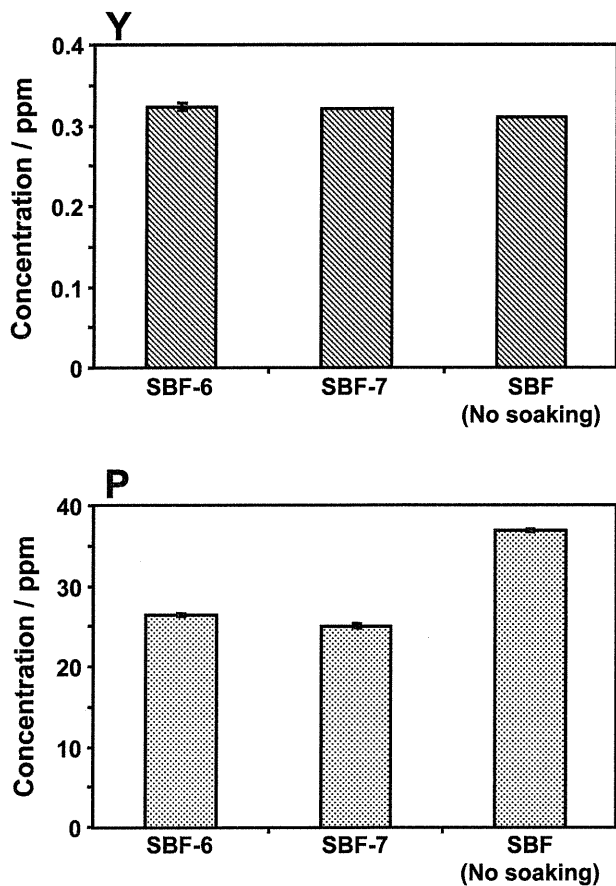 Y
Concentration / ppm
0.4
0.3
0.2
0.1
0
SBF-6 SBF-7 SBF
(No soaking)
P
Concentration / ppm
40
30
20
10
0
SBF-6 SBF-7 SBF
(No soaking)